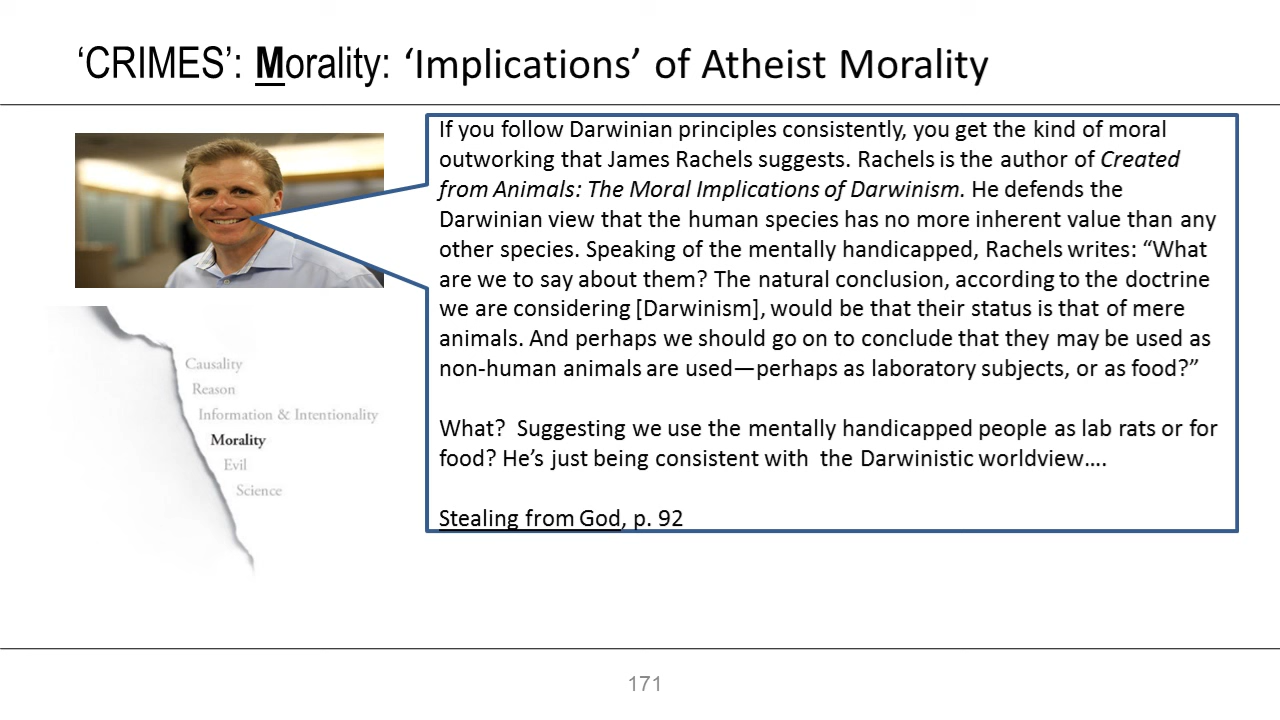 ‘CRIMES’: Morality: ‘Implications’ of Atheist Morality
If you follow Darwinian principles consistently, you get the kind of moral
outworking that James Rachels suggests. Rachels is the author of Created
from Animals: The Moral Implications of Darwinism. He defends the
Darwinian view that the human species has no more inherent value than any
other species. Speaking of the mentally handicapped, Rachels writes: “What
are we to say about them? The natural conclusion, according to the doctrine
we are considering [Darwinism], would be that their status is that of mere
animals. And perhaps we should go on to conclude that they may be used as
non-human animals are used—perhaps as laboratory subjects, or as food?”
What?  Suggesting we use the mentally handicapped people as lab rats or for
food? He’s just being consistent with  the Darwinistic worldview….
Stealing from God, p. 92
Causality
Reason
Information & Intentionality
Morality
Evil
Science
171